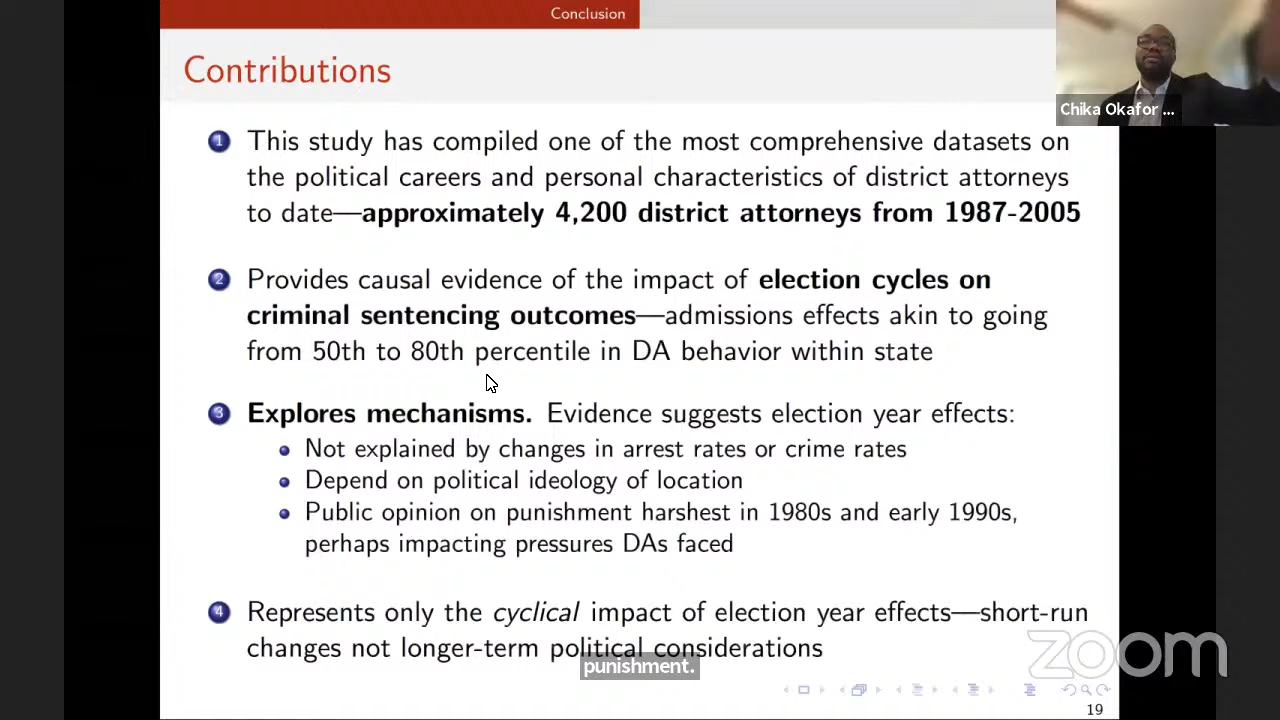 Conclusion
Contributions
Chika Okafor ...
1 This study has compiled one of the most comprehensive datasets on
the political careers and personal characteristics of district attorneys
to date—approximately 4,200 district attorneys from 1987-2005
2 Provides causal evidence of the impact of election cycles on
criminal sentencing outcomes—admissions effects akin to going
from 50th to 80th percentile in DA behavior within state
3 Explores mechanisms. Evidence suggests election year effects:
Not explained by changes in arrest rates or crime rates
Depend on political ideology of location
Public opinion on punishment harshest in 1980s and early 1990s,
perhaps impacting pressures DAs faced
4 Represents only the cyclical impact of election year effects—short-run
changes not longer-term political considerations
punishment.
zoom
19